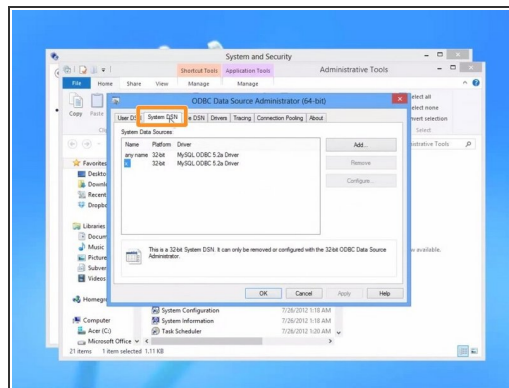 System and Security
Shortcut Tools Application Tools Administrative Tools
File Home Share View Manage Manage
Copy Paste
elect all
elect none
nvert selection
Select
ODBC Data Source Administrator (64-bit)
User DS System DSN e DSN Drivers Tracing Connection Pooling About
System Data Sources:
Name Platform Driver
any name 32-bit MySQL ODBC 5.2a Driver
32-bit MySQL ODBC 5.2a Driver
Add...
Remove
Configure...
This is a 32-bit System DSN. It can only be removed or configured with the 32-bit ODBC Data Source
Administrator.
OK Cancel Apply Help
Favorites
Deskto
Downl
Recent
Dropbo
Libraries
Docum
Music
Picture
Subver
Videos
Homegr
Computer
Acer (C:)
Microsoft Office
nistrative Tools
w available.
System Configuration 7/26/2012 1:18 AM
System Information 7/26/2012 1:18 AM
Task Scheduler 7/26/2012 1:20 AM
21 items 1 item selected 1.11 KB